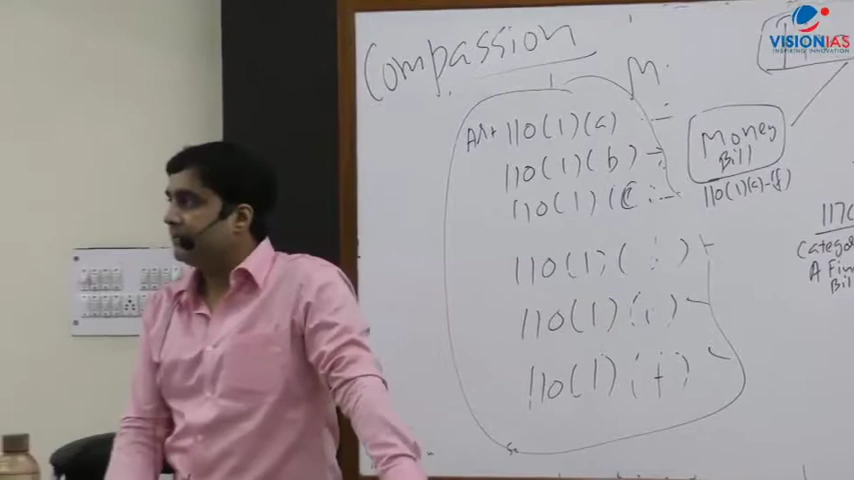 Compassion
M
VISIONIAS
INSPIRING INNOVATION
Art 110(1)(a)
110(1)(b)
110(1)(c
110(1)( : )
110(1)( : )
110(1)( f )
Money
Bill
110(1)(a)-(f)
117(
Categor
A Fin
Bil